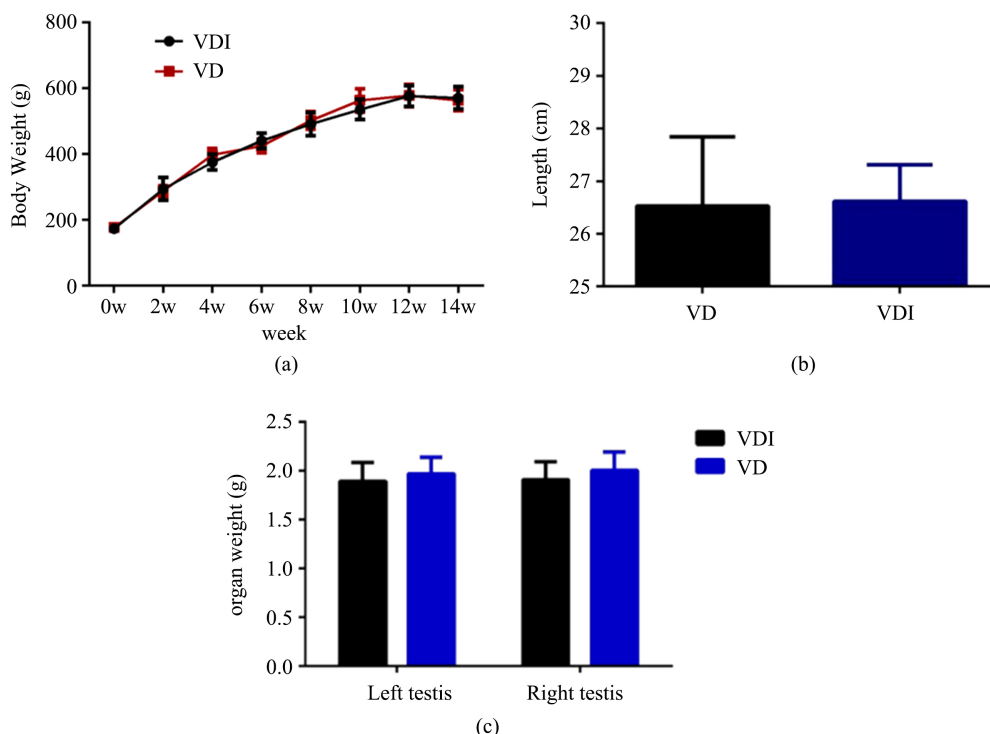 800
600
400
200
0
Body Weight (g)
VDI
VD
0w 2w 4w 6w 8w 10w 12w 14w
week
(a)
30
29
28
27
26
25
Length (cm)
VD VDI
(b)
2.5
2.0
1.5
1.0
0.5
0.0
organ weight (g)
VDI
VD
Left testis Right testis
(c)